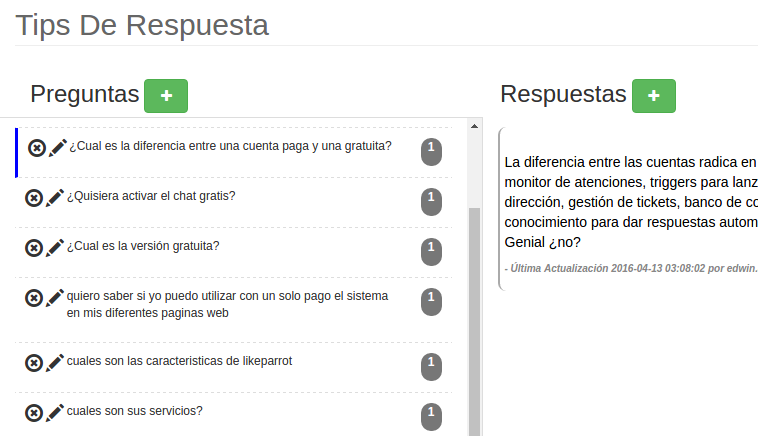 Tips De Respuesta
Preguntas +
¿Cual es la diferencia entre una cuenta paga y una gratuita? 1
¿Quisiera activar el chat gratis? 1
¿Cual es la versión gratuita? 1
quiero saber si yo puedo utilizar con un solo pago el sistema 1
en mis diferentes paginas web
cuales son las caracteristicas de likeparrot 1
cuales son sus servicios? 1
Respuestas +
La diferencia entre las cuentas radica en
monitor de atenciones, triggers para lanz
dirección, gestión de tickets, banco de co
conocimiento para dar respuestas autom
Genial ¿no?
- Última Actualización 2016-04-13 03:08:02 por edwin.